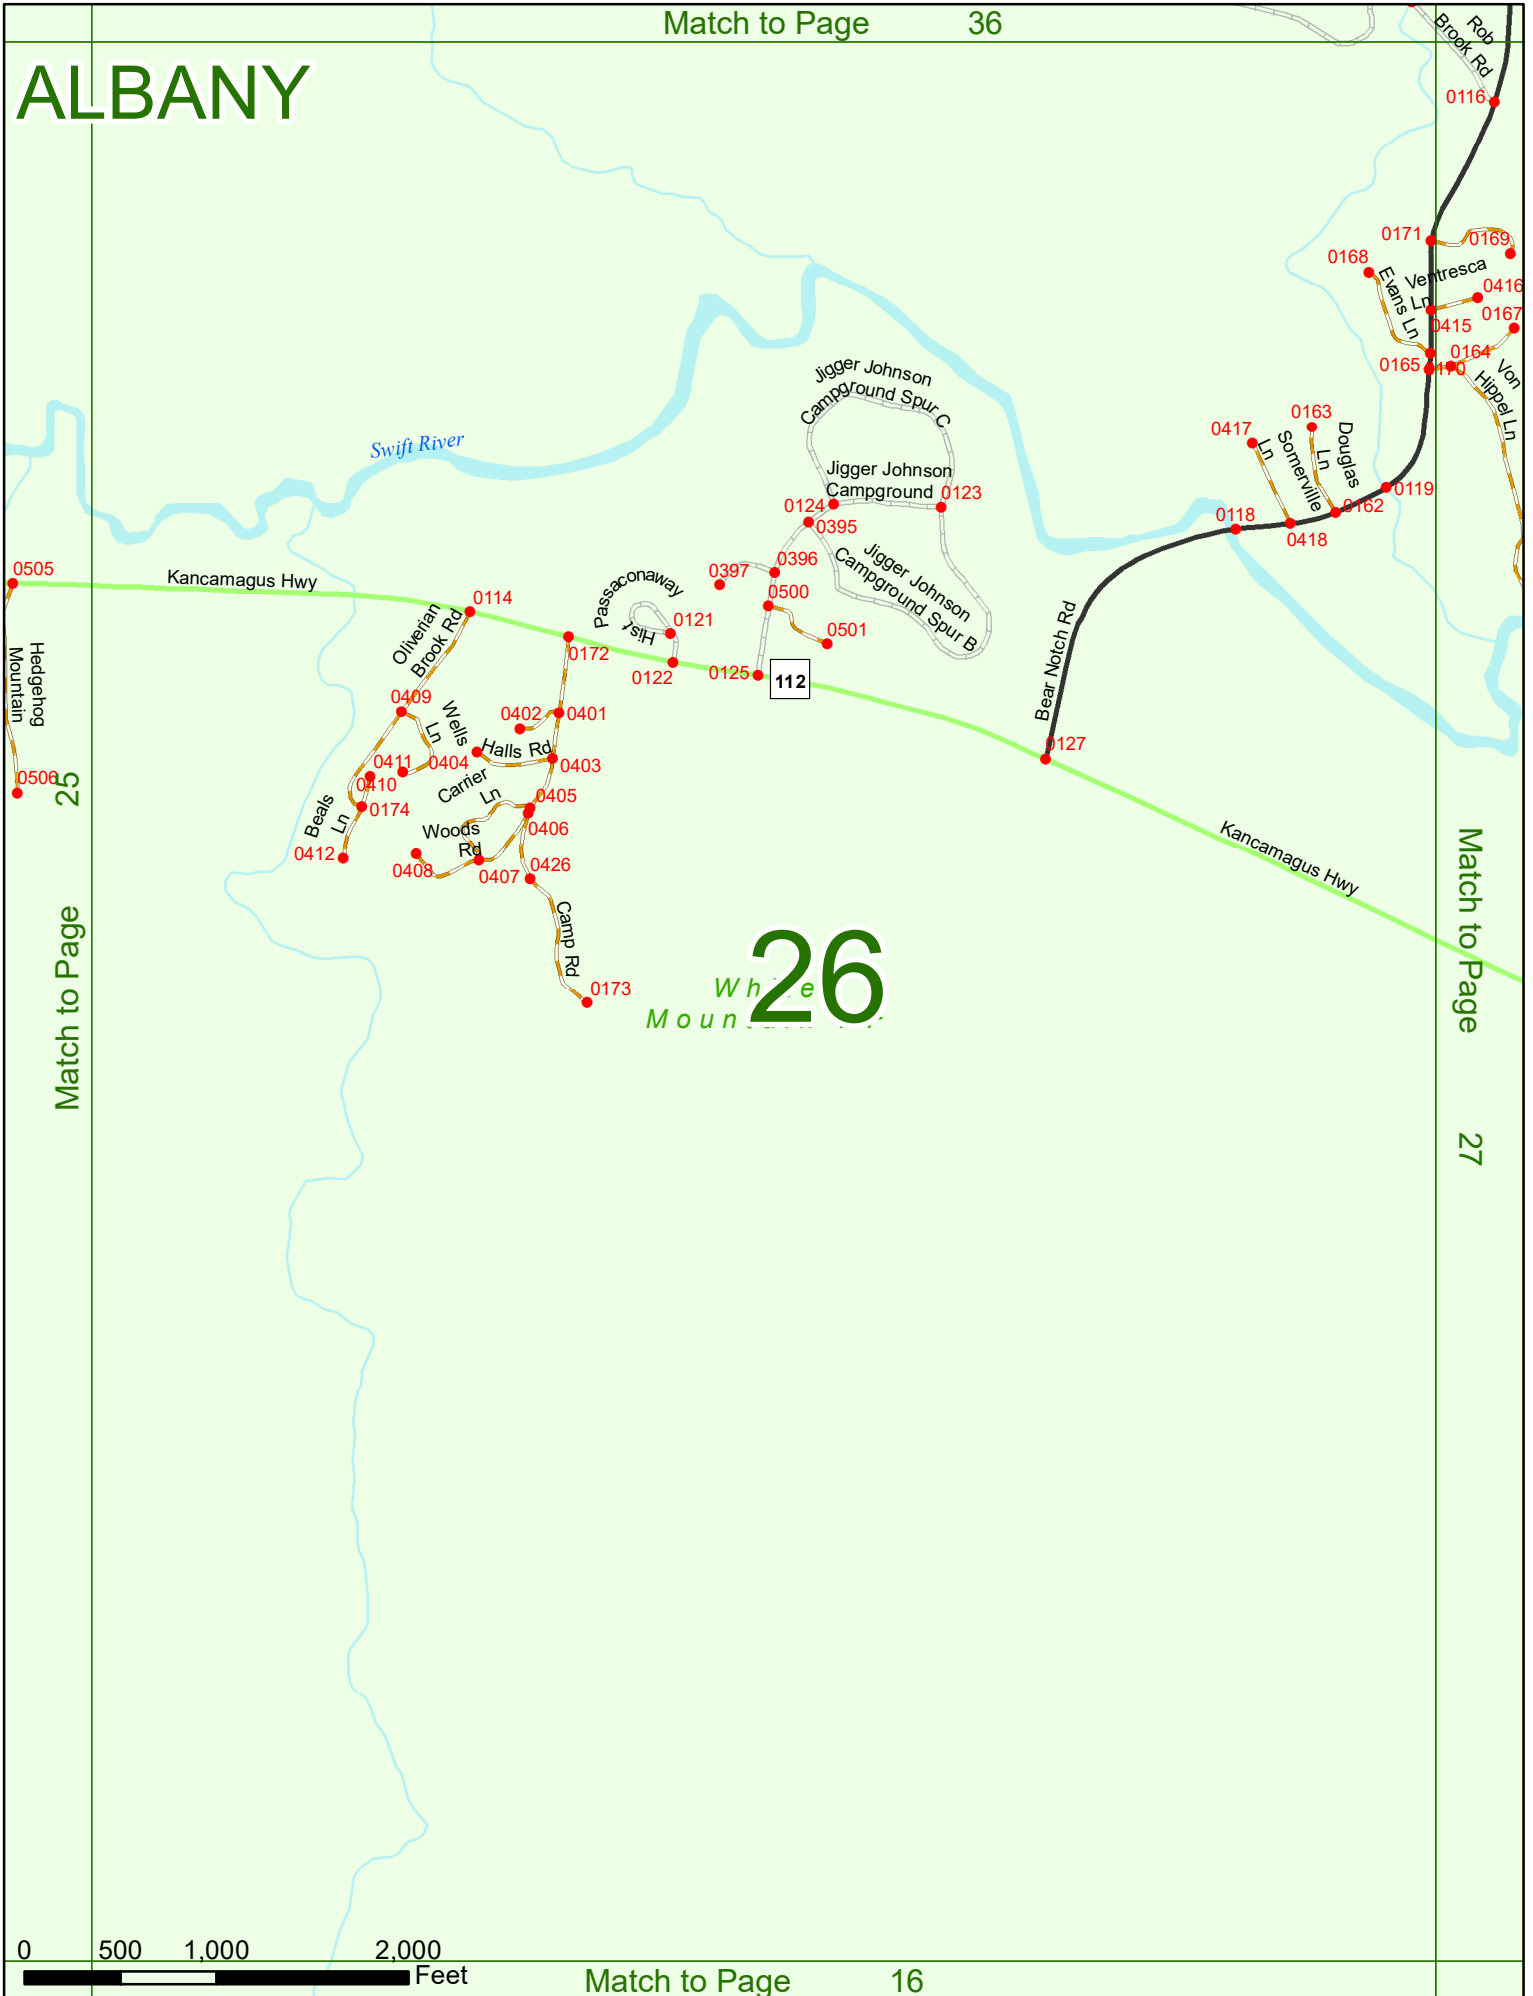 Match to Page 36
ALBANY
Rob
Brook Rd
0116
0171
0169
0168
Ventresca
Ln
0416
Evans Ln
0415
0167
0165
0164
Von
Hippel Ln
Jigger Johnson
Campground Spur C
0163
0417
Ln
Somerville
Ln
Douglas
Swift River
Jigger Johnson
Campground
0123
0124
0395
0119
0162
0118
0418
0396
0397
Jigger Johnson
Campground Spur B
0505
Kancamagus Hwy
0114
Passaconaway
Hist
0500
0121
0501
Oliverian
Brook Rd
0172
0122
0125
112
Bear Notch Rd
Hedgehog
Mountain
0409
Wells
Ln
0402
0401
Halls Rd
0127
0411
0404
0403
0410
Carrier
Ln
0506
25
0405
0174
Beals
Ln
0406
Woods
Rd
0412
0408
0407
0426
Kancamagus Hwy
Match to Page
27
Camp Rd
Match to Page
26
0173
0 500 1,000 2,000
Feet
Match to Page 16